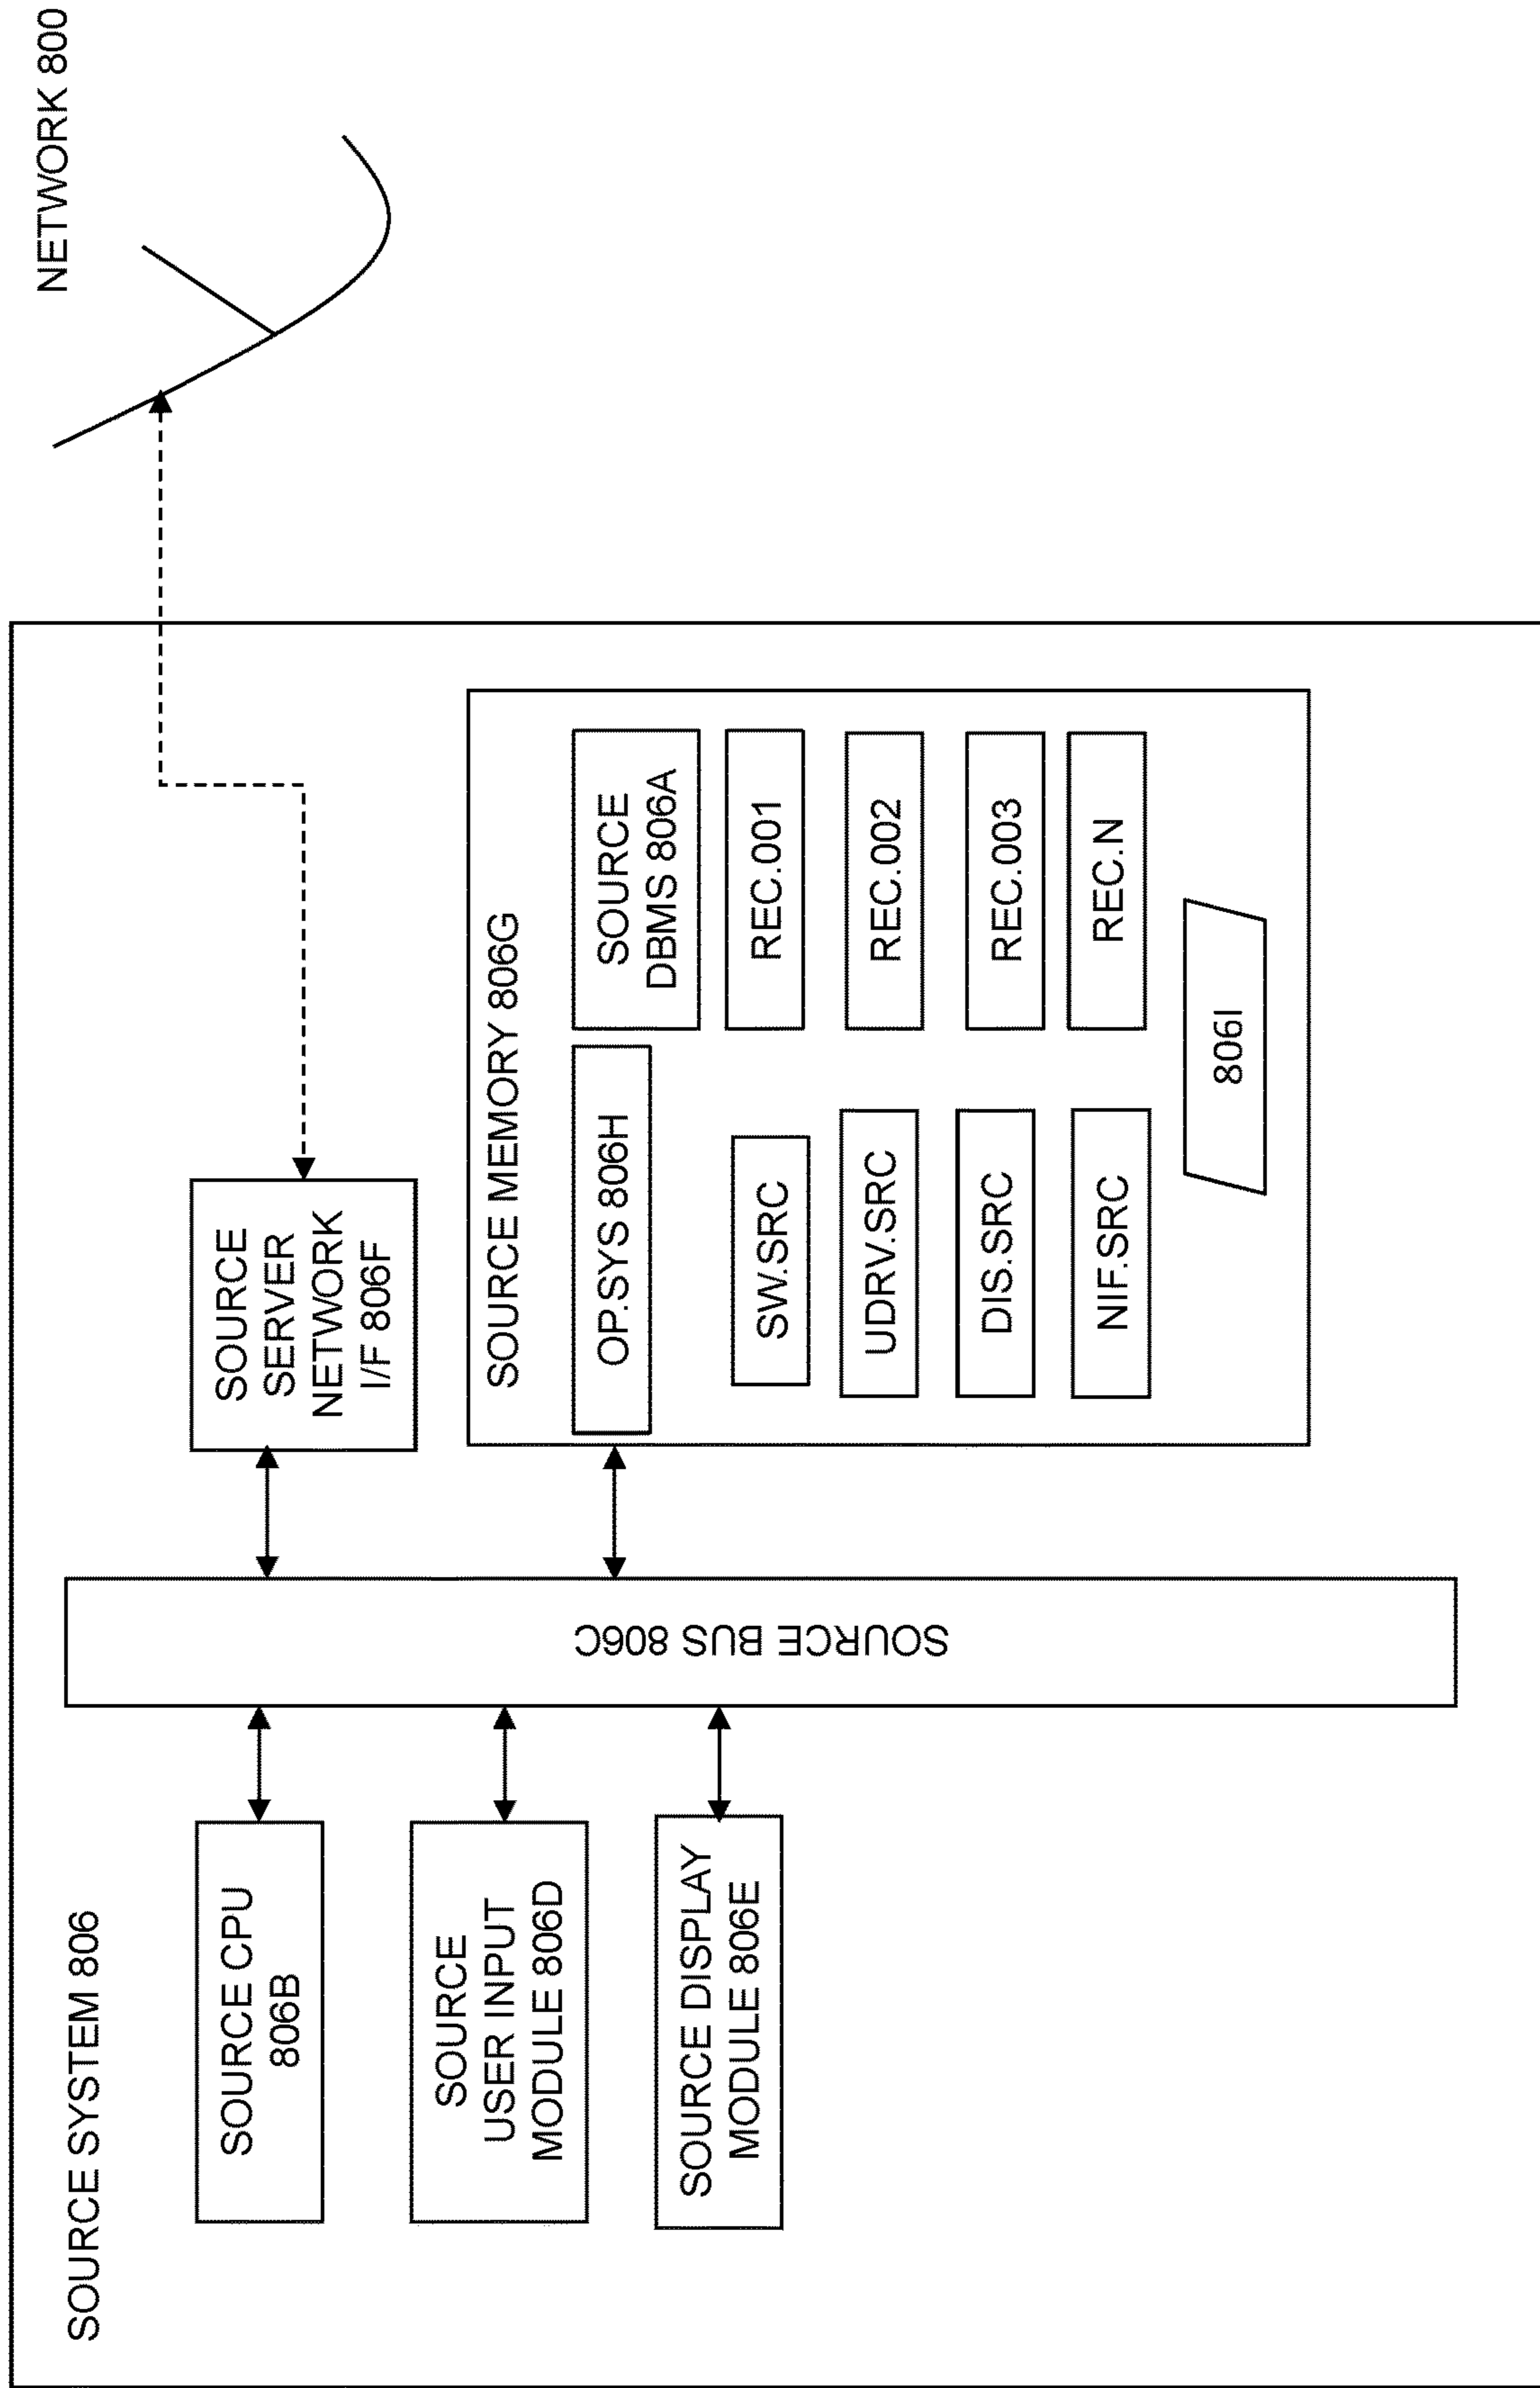 NETWORK 800
SOURCE SYSTEM 806
SOURCE CPU
806B
SOURCE
USER INPUT
MODULE 806D
SOURCE DISPLAY
MODULE 806E
SOURCE BUS 806C
SOURCE
SERVER
NETWORK
I/F 806F
SOURCE MEMORY 806G
OP.SYS 806H
SOURCE
DBMS 806A
SW.SRC
REC.001
UDRV.SRC
REC.002
DIS.SRC
REC.003
NIF.SRC
REC.N
806I